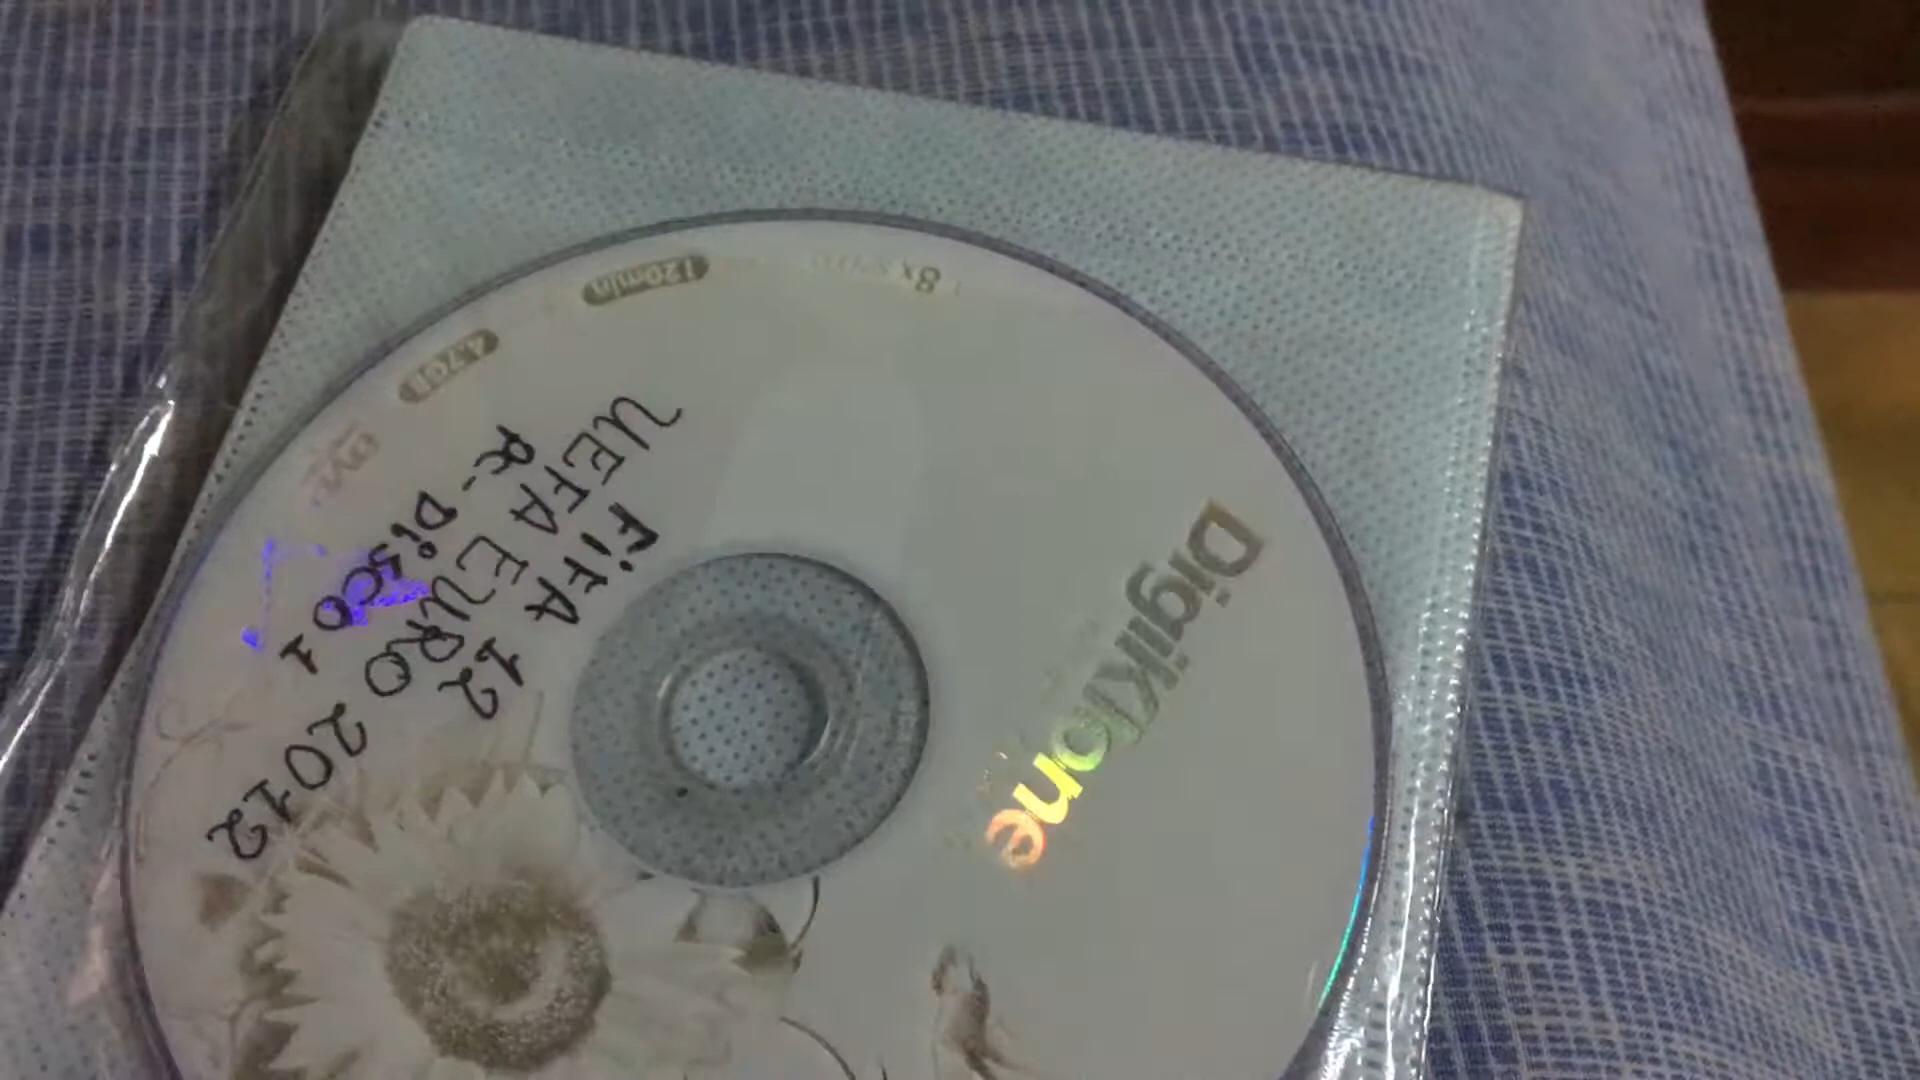 FiFA 12
UEFA EURO 2012
R-DiSCO 1
DigiKlone
4.7GB
120min
8x